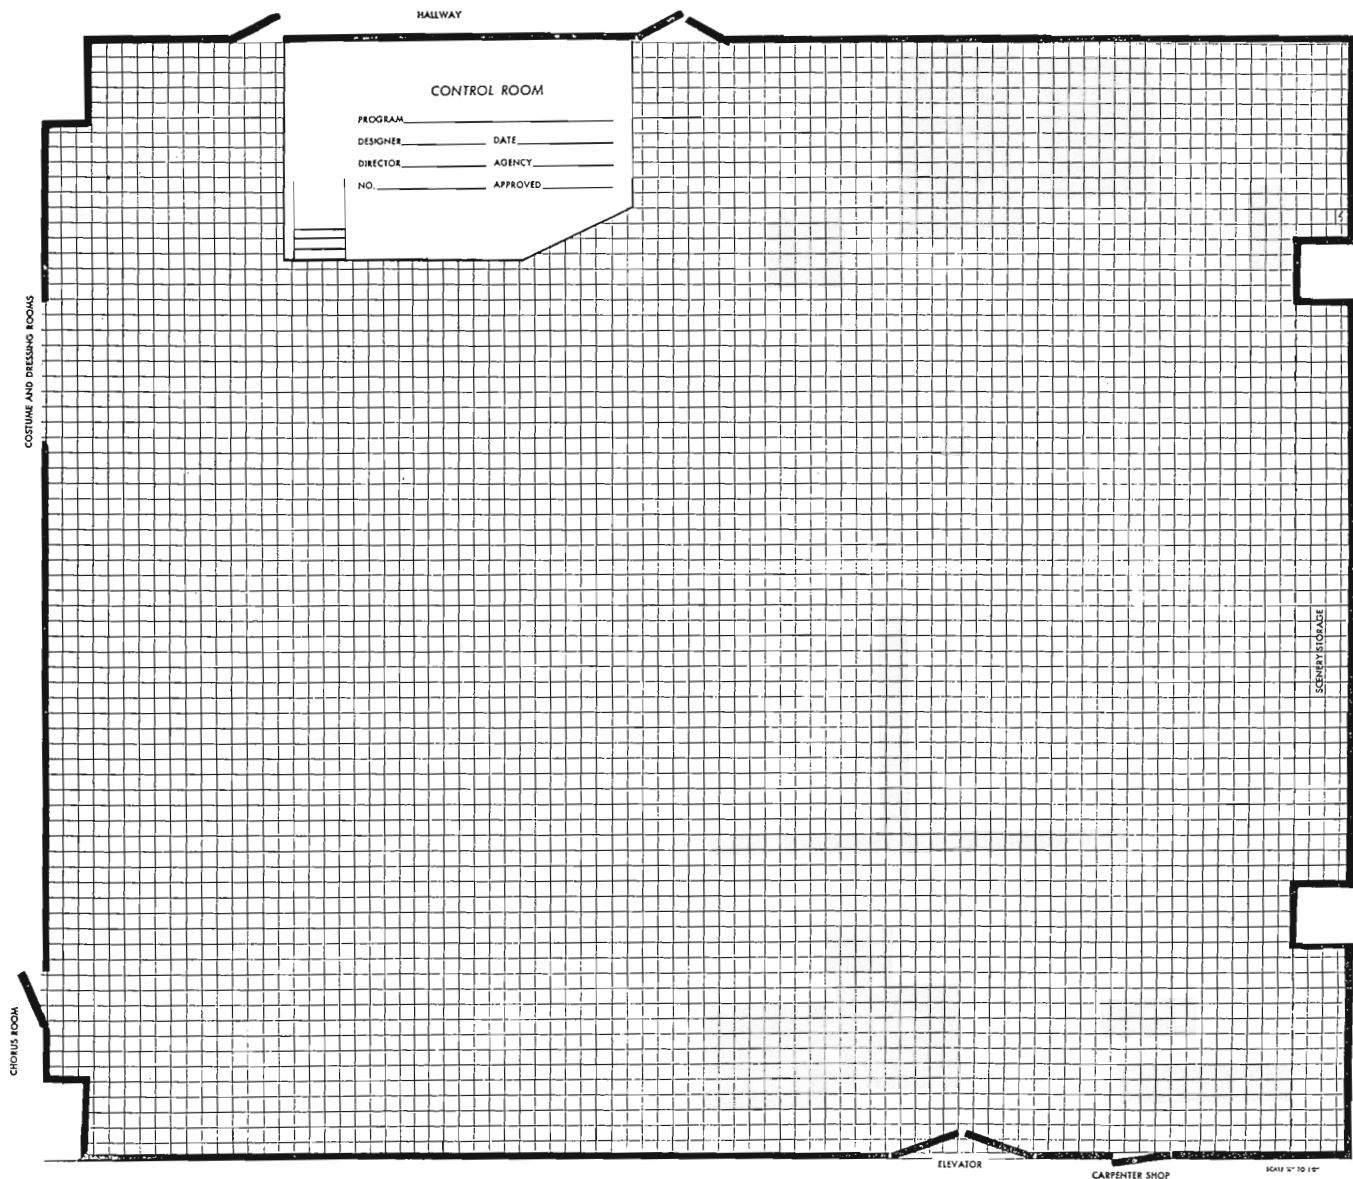 HALLWAY
CONTROL ROOM
PROGRAM
DESIGNER DATE
DIRECTOR AGENCY
NO. APPROVED
COSTUME AND DRESSING ROOMS
SCENERY STORAGE
CHORUS ROOM
ELEVATOR
CARPENTER SHOP